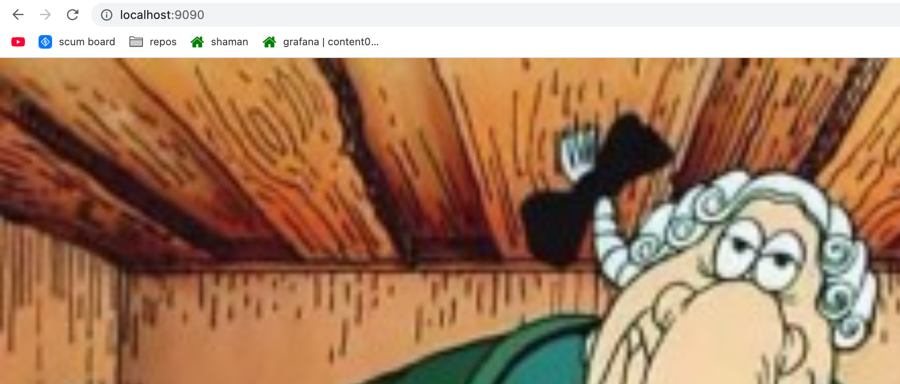 localhost:9090
scum board repos shaman grafana | content0...